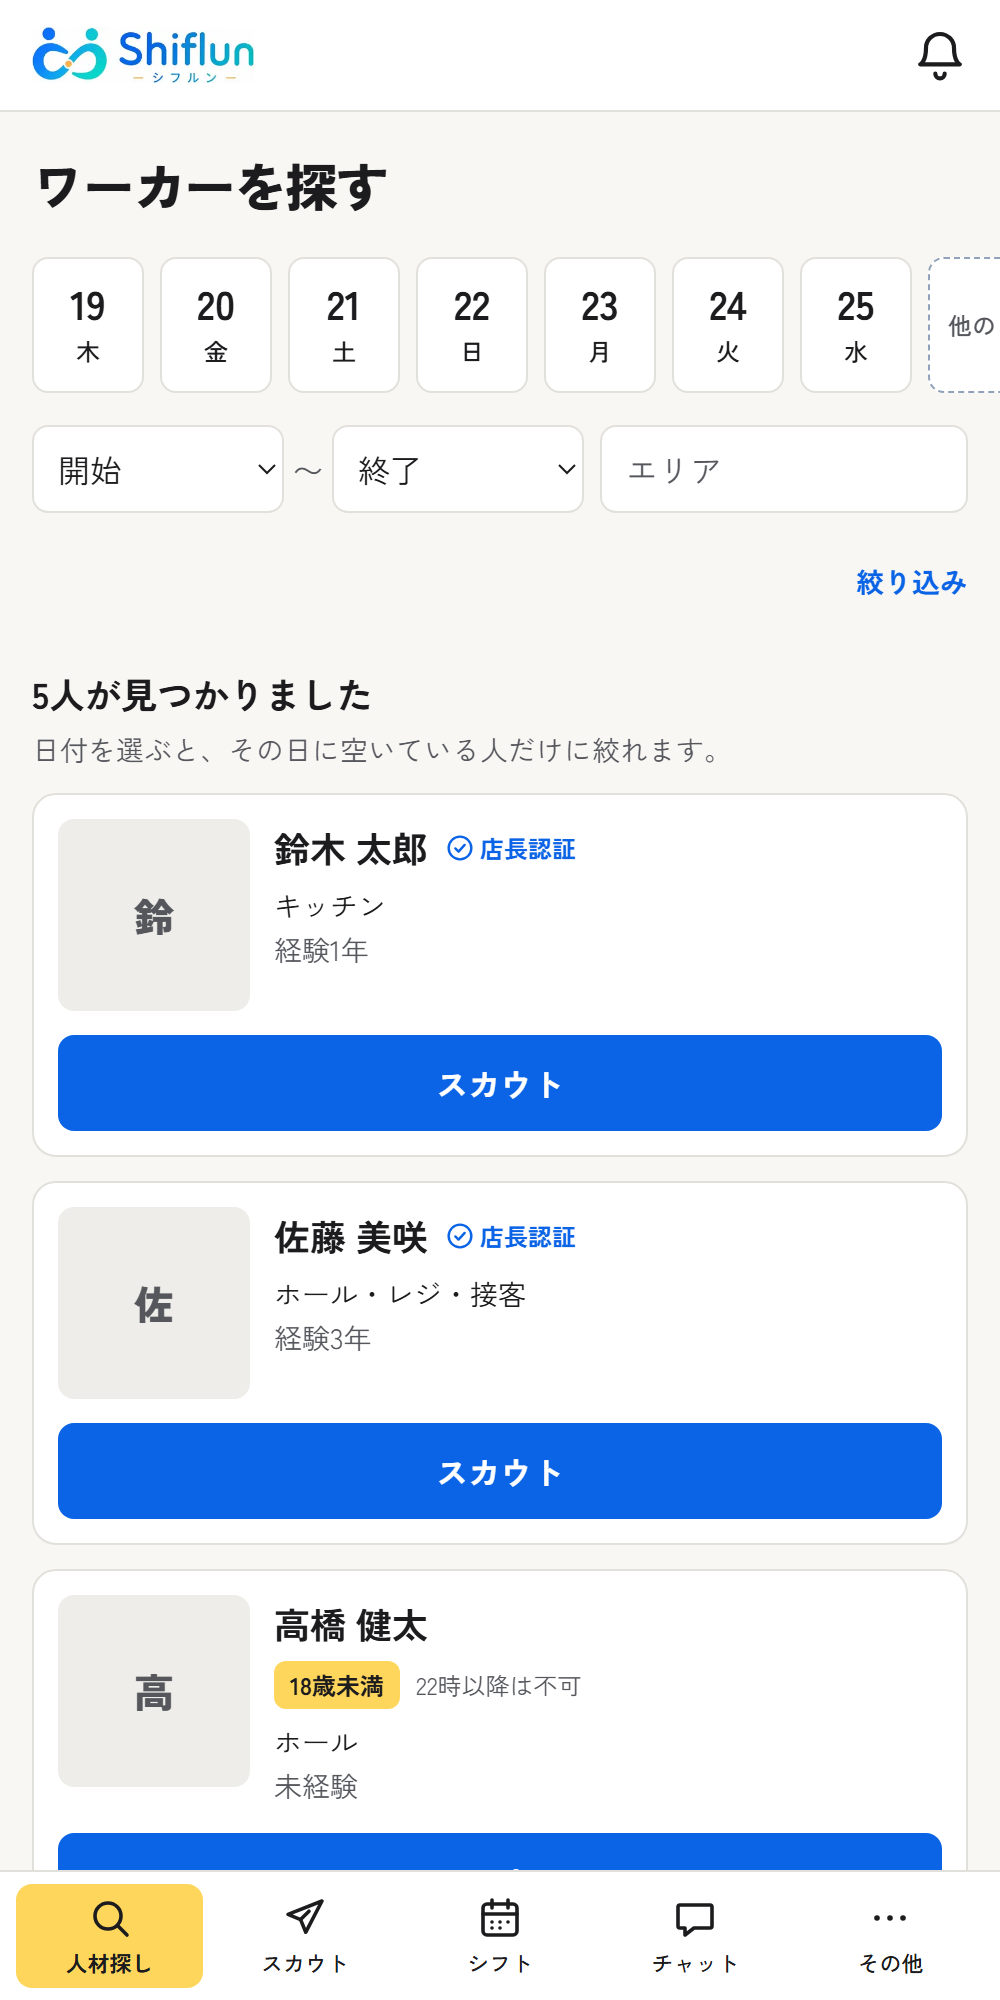 Shiflun
シフルン
ワーカーを探す
19 20 21 22 23 24 25
木 金 土 日 月 火 水
他の
開始 〜 終了 エリア
絞り込み
5人が見つかりました
日付を選ぶと、その日に空いている人だけに絞れます。
鈴
鈴木 太郎 店長認証
キッチン
経験1年
スカウト
佐
佐藤 美咲 店長認証
ホール・レジ・接客
経験3年
スカウト
高
高橋 健太
18歳未満 22時以降は不可
ホール
未経験
人材探し スカウト シフト チャット その他